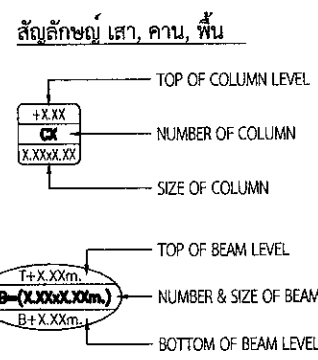 สัญลักษณ์ เสา, คาน, พื้น
TOP OF COLUMN LEVEL
+X.XX
CX
NUMBER OF COLUMN
X.XXxX.XX
SIZE OF COLUMN
TOP OF BEAM LEVEL
T+X.XXm.
B-(X.XXxX.XXm.)
NUMBER & SIZE OF BEAM
B+X.XXm.
BOTTOM OF BEAM LEVEL